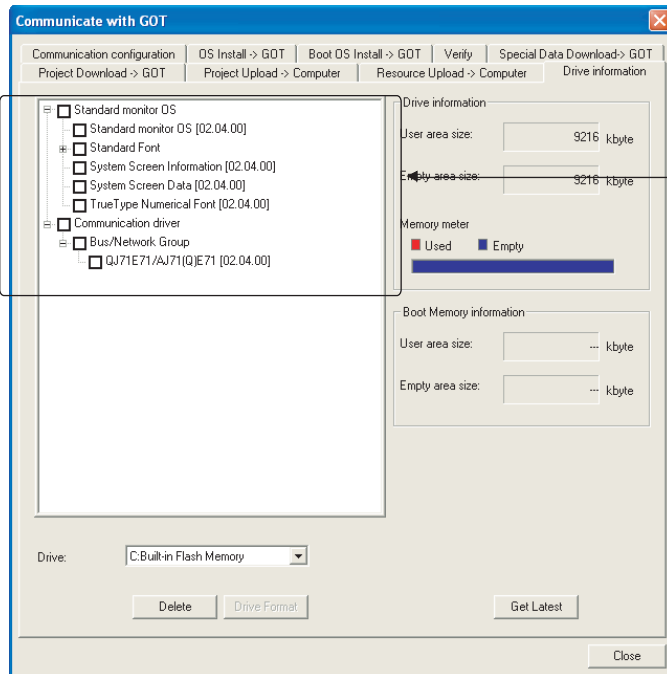 Communicate with GOT
Communication configuration OS Install -> GOT Boot OS Install -> GOT Verify Special Data Download-> GOT
Project Download -> GOT Project Upload -> Computer Resource Upload -> Computer Drive information
Standard monitor OS
Standard monitor OS [02.04.00]
Standard Font
System Screen Information [02.04.00]
System Screen Data [02.04.00]
TrueType Numerical Font [02.04.00]
Communication driver
Bus/Network Group
QJ71E71/AJ71(Q)E71 [02.04.00]
Drive information
User area size: 9216 kbyte
Empty area size: 9216 kbyte
Memory meter
Used Empty
Boot Memory information
User area size: --- kbyte
Empty area size: --- kbyte
Drive: C:Built-in Flash Memory
Delete Drive Format Get Latest
Close